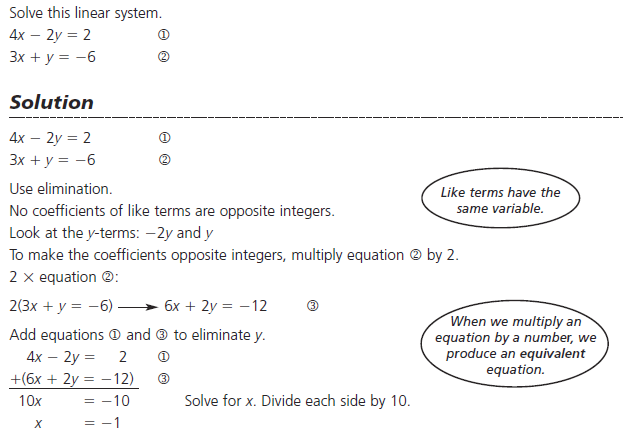 Solve this linear system.
4x − 2y = 2 ①
3x + y = −6 ②
Solution
4x − 2y = 2 ①
3x + y = −6 ②
Use elimination.
No coefficients of like terms are opposite integers.
Like terms have the
same variable.
Look at the y-terms: −2y and y
To make the coefficients opposite integers, multiply equation ② by 2.
2 × equation ②:
2(3x + y = −6) ⟶ 6x + 2y = −12 ③
Add equations ① and ③ to eliminate y.
When we multiply an
equation by a number, we
produce an equivalent
equation.
4x − 2y = 2 ①
+(6x + 2y = −12) ③
10x = −10 Solve for x. Divide each side by 10.
x = −1